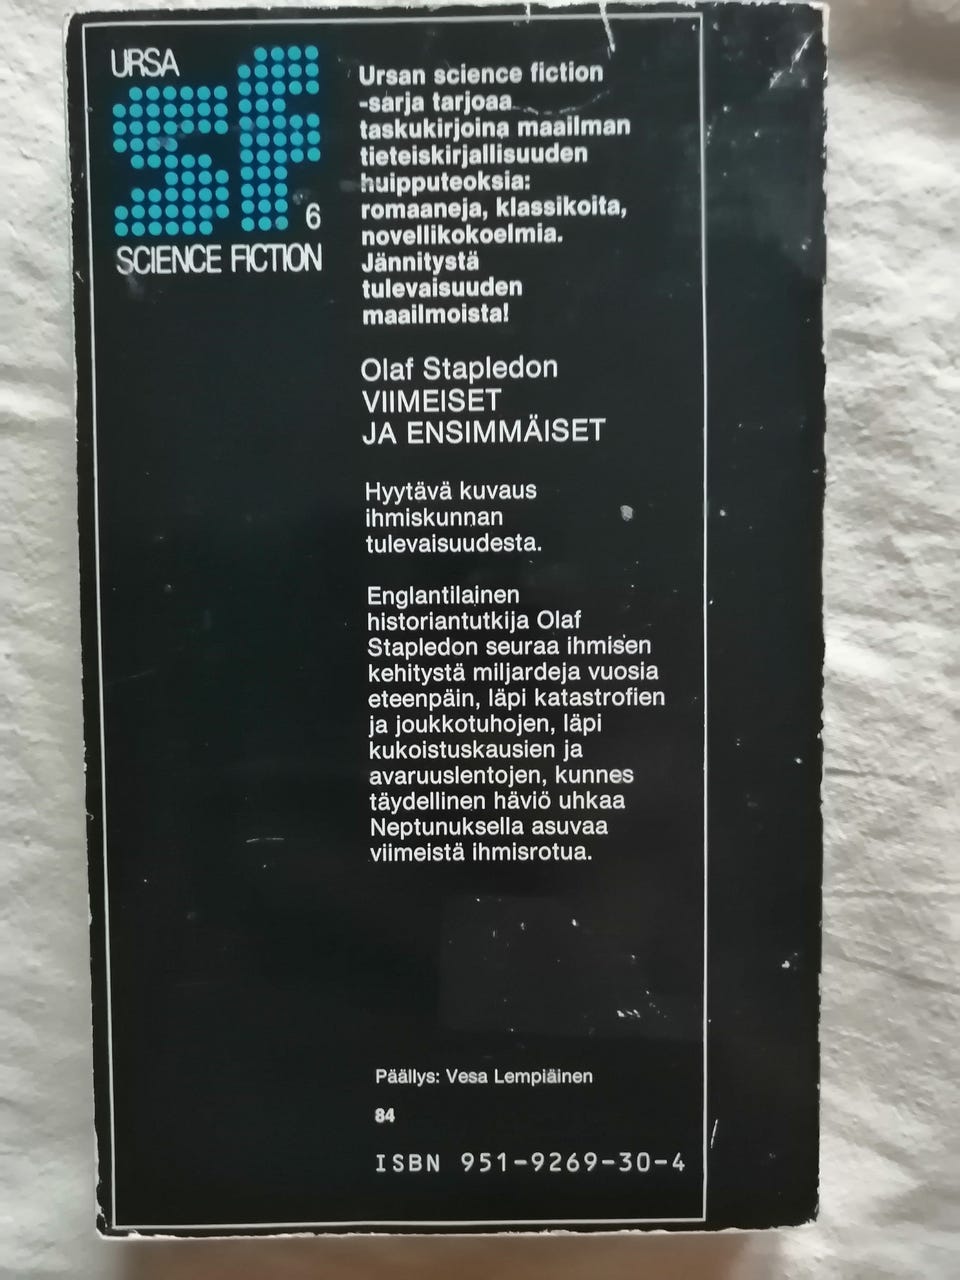 URSA
SF
6
SCIENCE FICTION
Ursan science fiction
-sarja tarjoaa
taskukirjoina maailman
tieteiskirjallisuuden
huipputeoksia:
romaaneja, klassikoita,
novellikokoelmia.
Jännitystä
tulevaisuuden
maailmoista!
Olaf Stapledon
VIIMEISET
JA ENSIMMÄISET
Hyytävä kuvaus
ihmiskunnan
tulevaisuudesta.
Englantilainen
historiantutkija Olaf
Stapledon seuraa ihmisen
kehitystä miljardeja vuosia
eteenpäin, läpi katastrofien
ja joukkotuhojen, läpi
kukoistuskausien ja
avaruuslentojen, kunnes
täydellinen häviö uhkaa
Neptunuksella asuvaa
viimeistä ihmisrotua.
Päällys: Vesa Lempiäinen
84
ISBN 951-9269-30-4